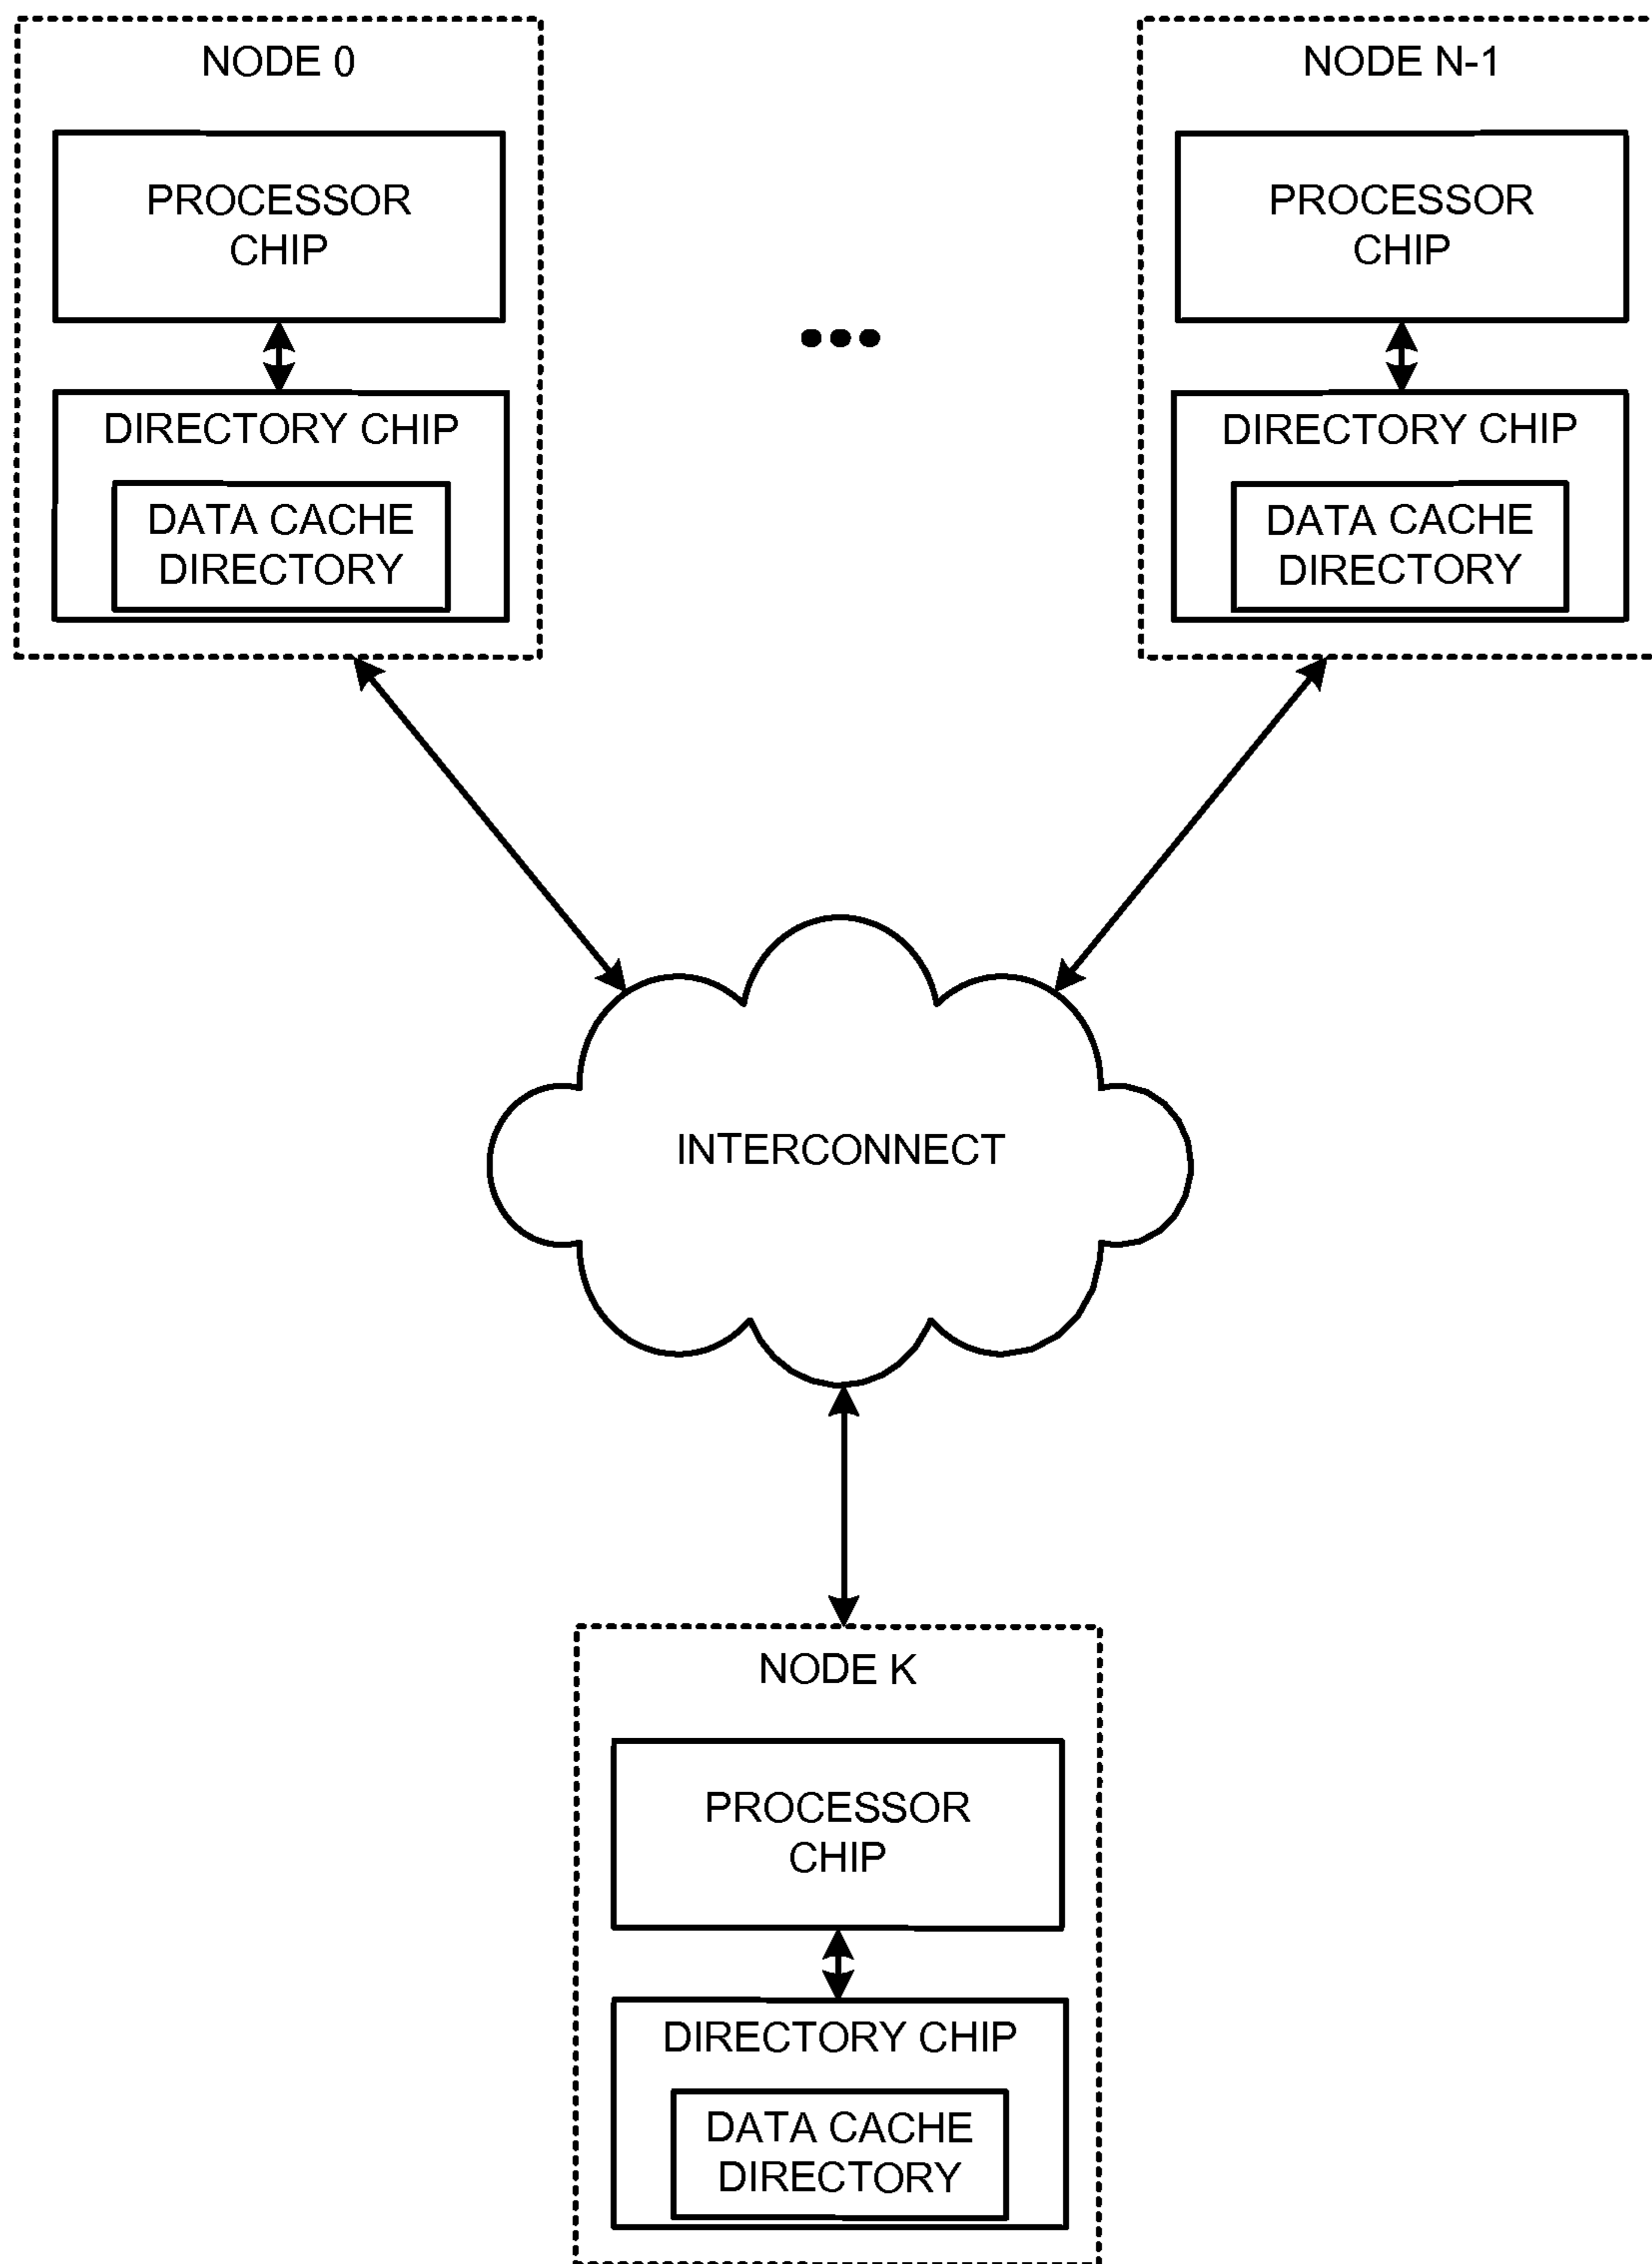 NODE 0
PROCESSOR
CHIP
DIRECTORY CHIP
DATA CACHE
DIRECTORY
NODE N-1
PROCESSOR
CHIP
DIRECTORY CHIP
DATA CACHE
DIRECTORY
INTERCONNECT
NODE K
PROCESSOR
CHIP
DIRECTORY CHIP
DATA CACHE
DIRECTORY